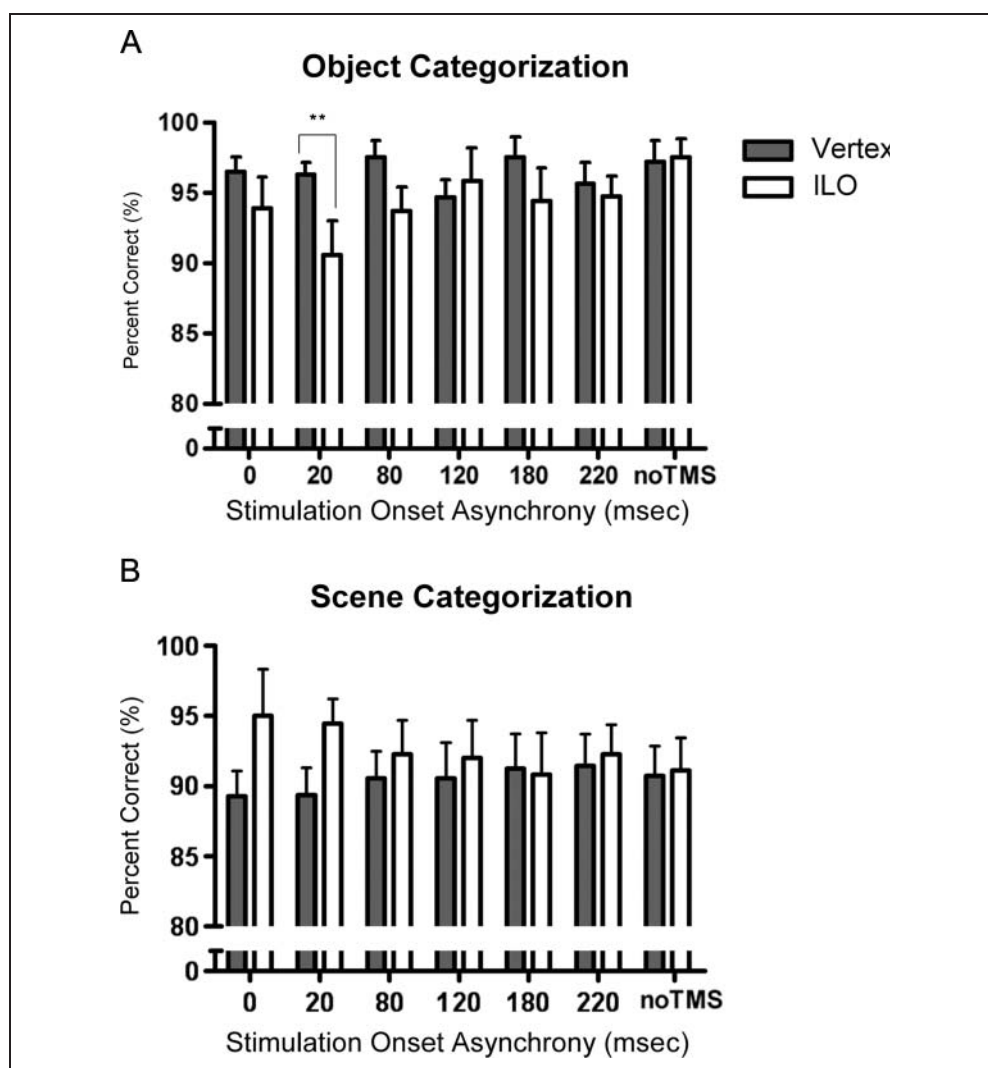 A
Object Categorization
**
Vertex
ILO
Percent Correct (%)
100
95
90
85
80
0
0 20 80 120 180 220 noTMS
Stimulation Onset Asynchrony (msec)
B
Scene Categorization
Percent Correct (%)
100
95
90
85
80
0
0 20 80 120 180 220 noTMS
Stimulation Onset Asynchrony (msec)